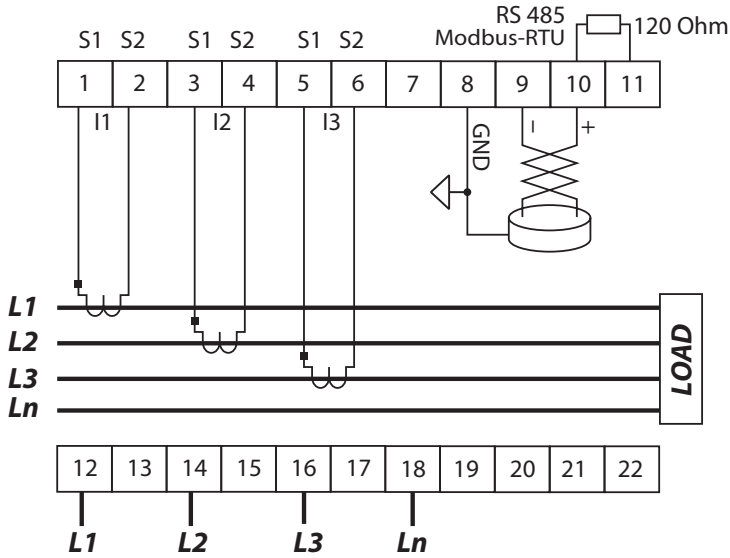 RS 485
Modbus-RTU
120 Ohm
S1 S2 S1 S2 S1 S2
1 2 3 4 5 6 7 8 9 10 11
I1 I2 I3 GND – +
L1
L2
L3
Ln
LOAD
12 13 14 15 16 17 18 19 20 21 22
L1 L2 L3 Ln